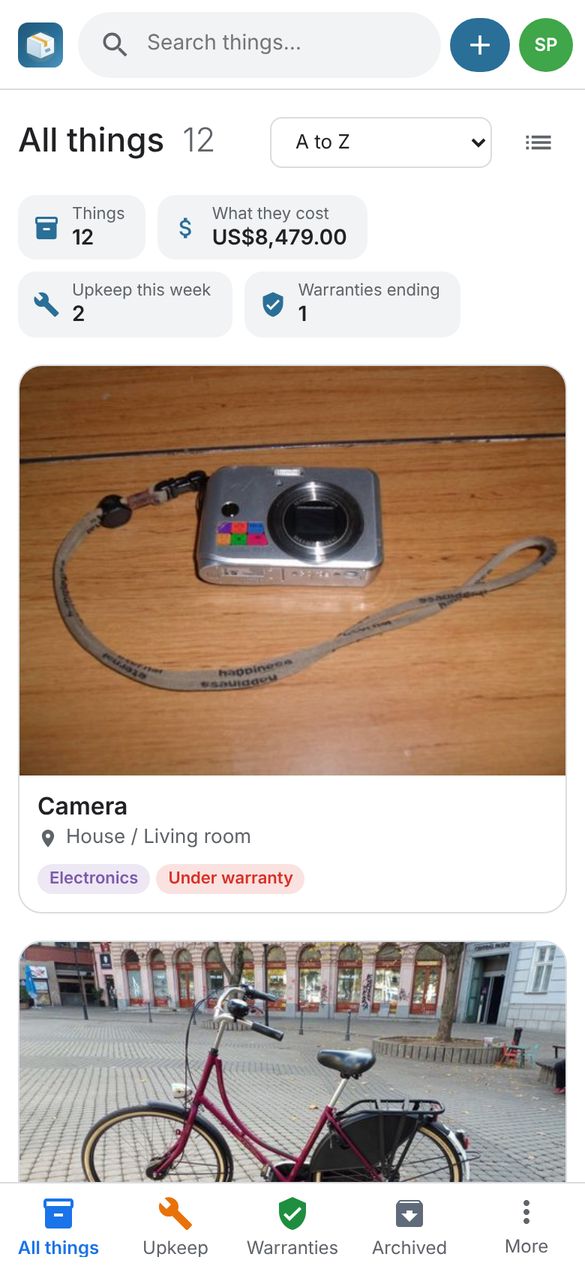 Search things...
SP
All things 12
A to Z
Things
12
What they cost
US$8,479.00
Upkeep this week
2
Warranties ending
1
happiness
happiness
eternal
Camera
House / Living room
Electronics
Under warranty
All things
Upkeep
Warranties
Archived
More